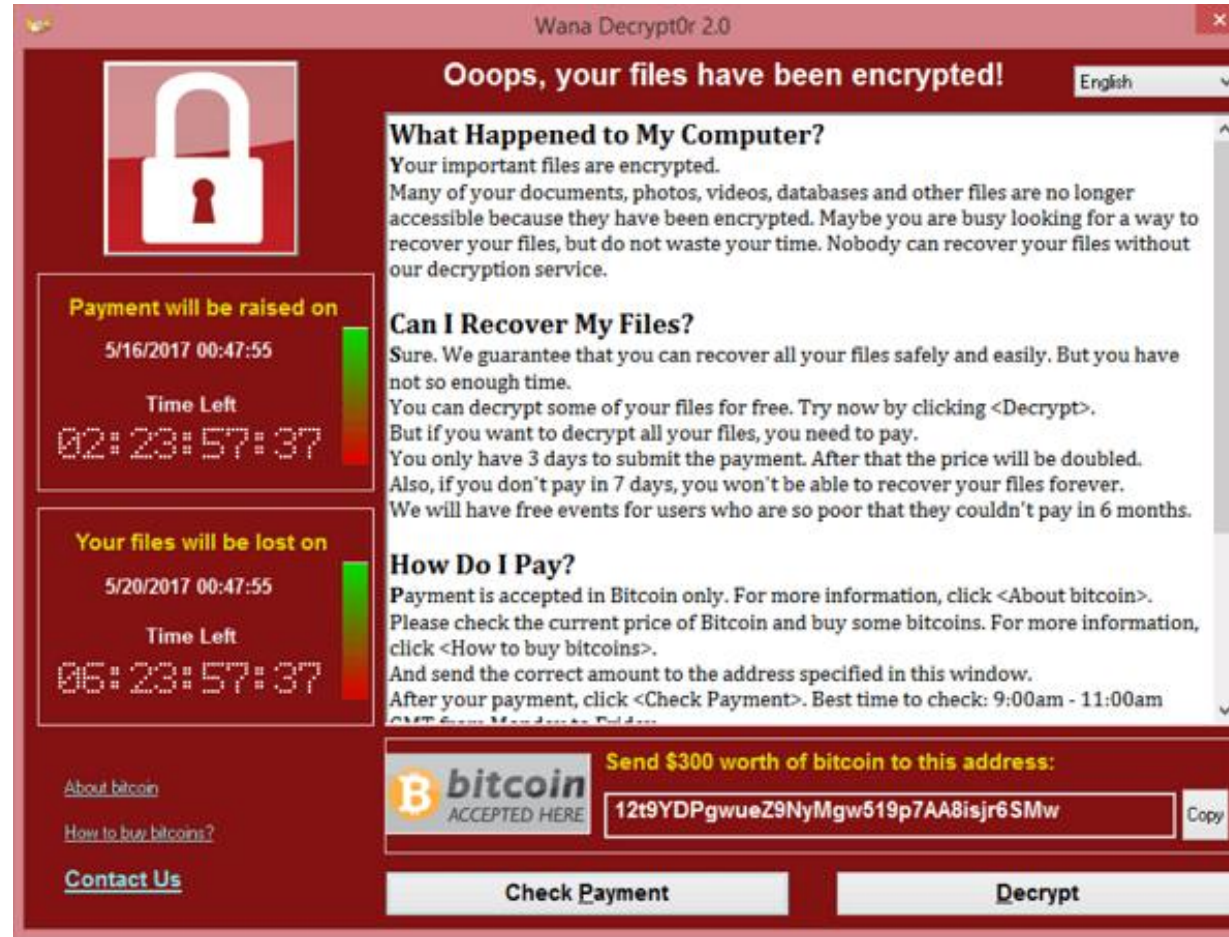 Wana Decrypt0r 2.0
Ooops, your files have been encrypted!
English
Payment will be raised on
5/16/2017 00:47:55
Time Left
02:23:57:37
Your files will be lost on
5/20/2017 00:47:55
Time Left
06:23:57:37
About bitcoin
How to buy bitcoins?
Contact Us
What Happened to My Computer?
Your important files are encrypted.
Many of your documents, photos, videos, databases and other files are no longer
accessible because they have been encrypted. Maybe you are busy looking for a way to
recover your files, but do not waste your time. Nobody can recover your files without
our decryption service.
Can I Recover My Files?
Sure. We guarantee that you can recover all your files safely and easily. But you have
not so enough time.
You can decrypt some of your files for free. Try now by clicking <Decrypt>.
But if you want to decrypt all your files, you need to pay.
You only have 3 days to submit the payment. After that the price will be doubled.
Also, if you don't pay in 7 days, you won't be able to recover your files forever.
We will have free events for users who are so poor that they couldn't pay in 6 months.
How Do I Pay?
Payment is accepted in Bitcoin only. For more information, click <About bitcoin>.
Please check the current price of Bitcoin and buy some bitcoins. For more information,
click <How to buy bitcoins>.
And send the correct amount to the address specified in this window.
After your payment, click <Check Payment>. Best time to check: 9:00am - 11:00am
GMT from Monday to Friday.
bitcoin
ACCEPTED HERE
Send $300 worth of bitcoin to this address:
12t9YDPgwueZ9NyMgw519p7AA8isjr6SMw
Copy
Check Payment
Decrypt